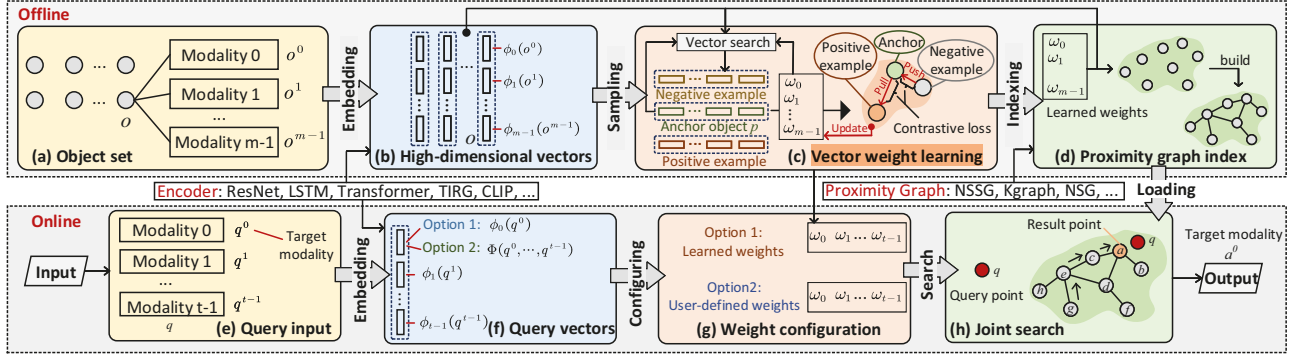 Offline
Modality 0
o^0
Modality 1
o^1
...
...
...
Modality m-1
o^{m-1}
o
(a) Object set
Embedding
ϕ_0(o^0)
ϕ_1(o^1)
ϕ_{m-1}(o^{m-1})
...
o
(b) High-dimensional vectors
Sampling
Vector search
...
Negative example
...
Anchor object p
...
Positive example
ω_0
ω_1
⋮
ω_{m-1}
Positive example
Anchor
Negative example
Push
Pull
Update
Contrastive loss
(c) Vector weight learning
Indexing
ω_0
ω_1
ω_{m-1}
Learned weights
build
(d) Proximity graph index
Encoder: ResNet, LSTM, Transformer, TIRG, CLIP, ...
Proximity Graph: NSSG, Kgraph, NSG, ...
Loading
Online
Input
Modality 0
q^0
Target modality
Modality 1
q^1
...
Modality t-1
q^{t-1}
q
(e) Query input
Embedding
Option 1: ϕ_0(q^0)
Option 2: Φ(q^0,⋯,q^{t-1})
ϕ_1(q^1)
ϕ_{t-1}(q^{t-1})
(f) Query vectors
Configuring
Option 1:
Learned weights
ω_0 ω_1 ... ω_{t-1}
Option2:
User-defined weights
ω_0 ω_1 ... ω_{t-1}
(g) Weight configuration
Search
Result point
q
Query point
q
a
b
c
d
e
f
g
h
(h) Joint search
Target modality
a^0
Output